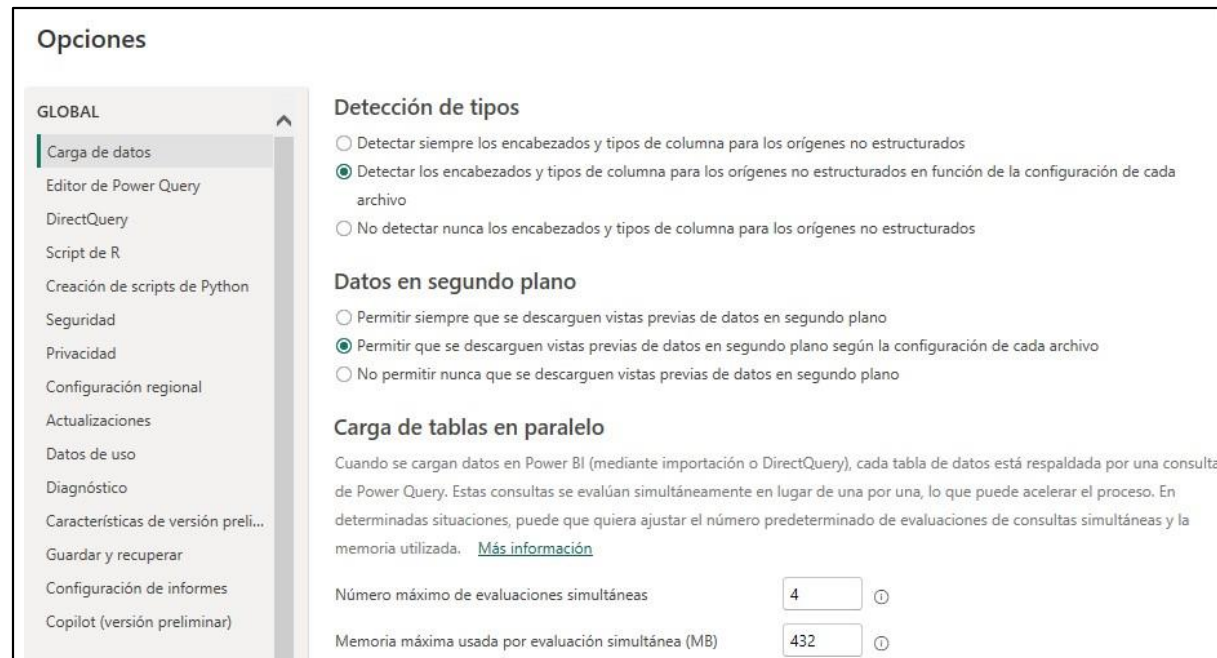 Opciones
GLOBAL
Carga de datos
Editor de Power Query
DirectQuery
Script de R
Creación de scripts de Python
Seguridad
Privacidad
Configuración regional
Actualizaciones
Datos de uso
Diagnóstico
Características de versión preli...
Guardar y recuperar
Configuración de informes
Copilot (versión preliminar)
Detección de tipos
Detectar siempre los encabezados y tipos de columna para los orígenes no estructurados
Detectar los encabezados y tipos de columna para los orígenes no estructurados en función de la configuración de cada
archivo
No detectar nunca los encabezados y tipos de columna para los orígenes no estructurados
Datos en segundo plano
Permitir siempre que se descarguen vistas previas de datos en segundo plano
Permitir que se descarguen vistas previas de datos en segundo plano según la configuración de cada archivo
No permitir nunca que se descarguen vistas previas de datos en segundo plano
Carga de tablas en paralelo
Cuando se cargan datos en Power BI (mediante importación o DirectQuery), cada tabla de datos está respaldada por una consulta
de Power Query. Estas consultas se evalúan simultáneamente en lugar de una por una, lo que puede acelerar el proceso. En
determinadas situaciones, puede que quiera ajustar el número predeterminado de evaluaciones de consultas simultáneas y la
memoria utilizada. Más información
Número máximo de evaluaciones simultáneas 4
Memoria máxima usada por evaluación simultánea (MB) 432